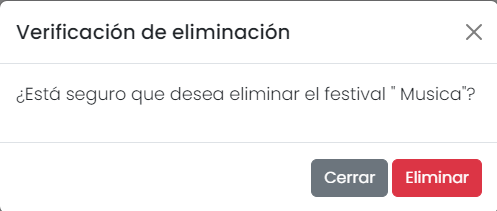 Verificación de eliminación
¿Está seguro que desea eliminar el festival " Musica"?
Cerrar
Eliminar